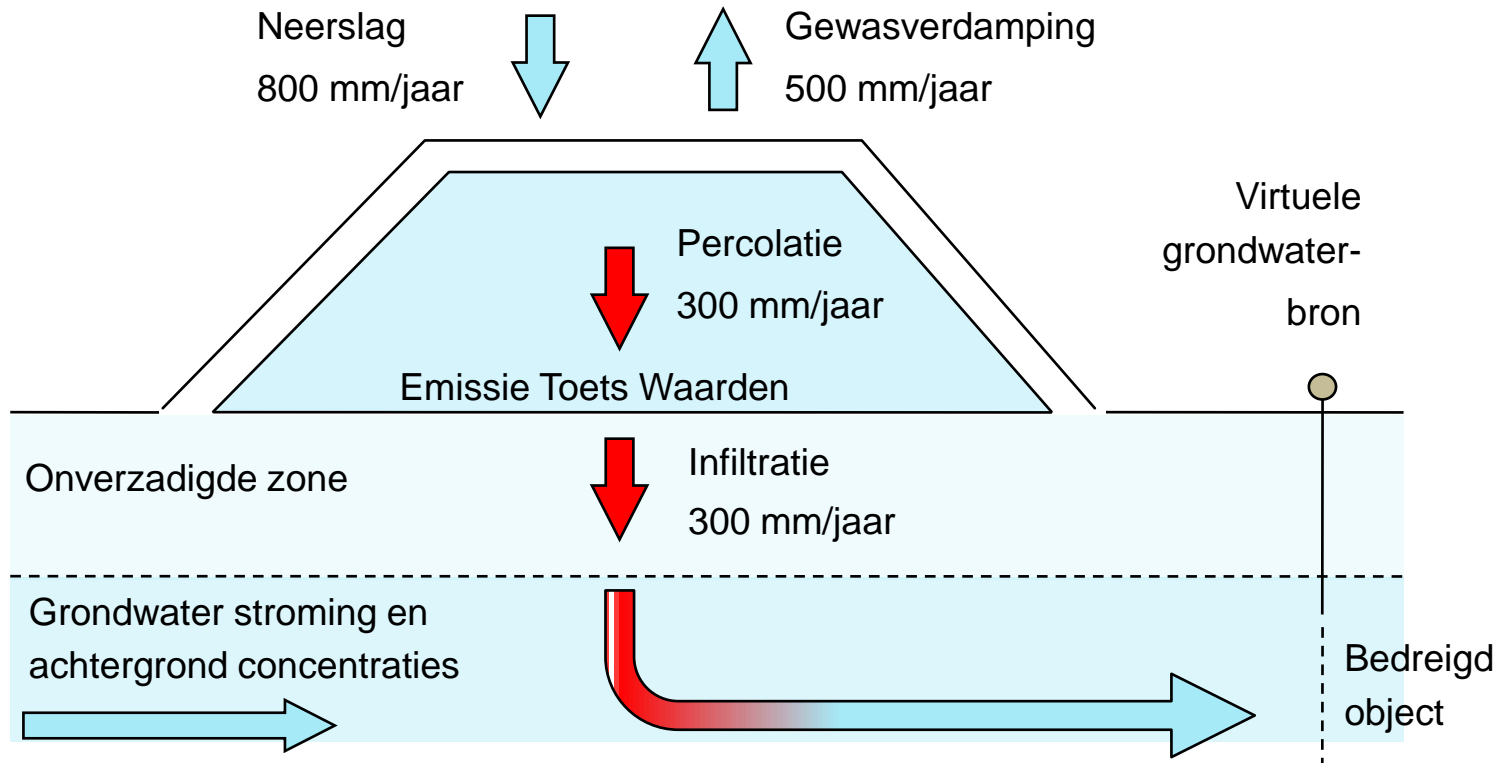 Neerslag
800 mm/jaar
Gewasverdamping
500 mm/jaar
Virtuele
grondwater-
bron
Percolatie
300 mm/jaar
Emissie Toets Waarden
Onverzadigde zone
Infiltratie
300 mm/jaar
Grondwater stroming en
achtergrond concentraties
Bedreigd
object